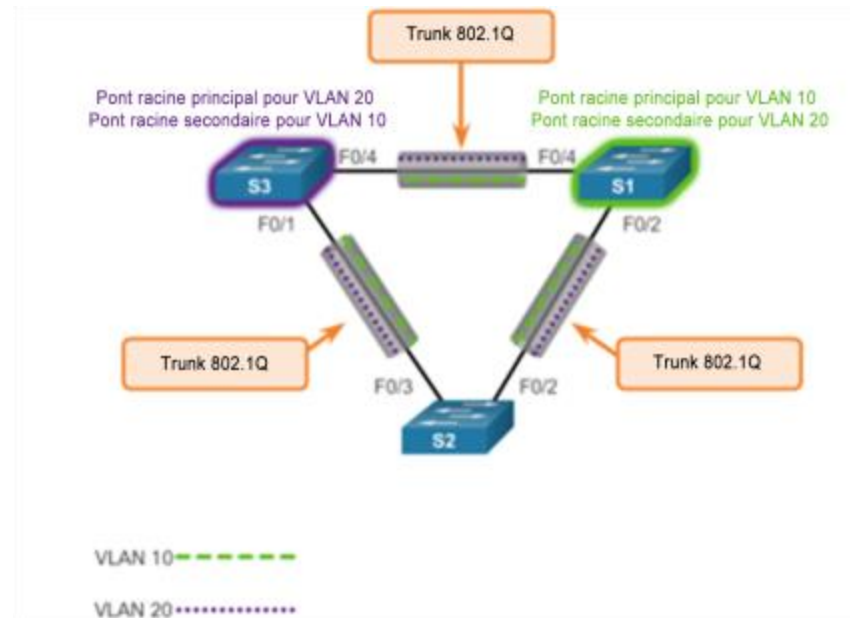 Trunk 802.1Q
Pont racine principal pour VLAN 20
Pont racine secondaire pour VLAN 10
Pont racine principal pour VLAN 10
Pont racine secondaire pour VLAN 20
F0/4
F0/4
S3
S1
F0/1
F0/2
Trunk 802.1Q
Trunk 802.1Q
F0/3
F0/2
S2
VLAN 10
VLAN 20